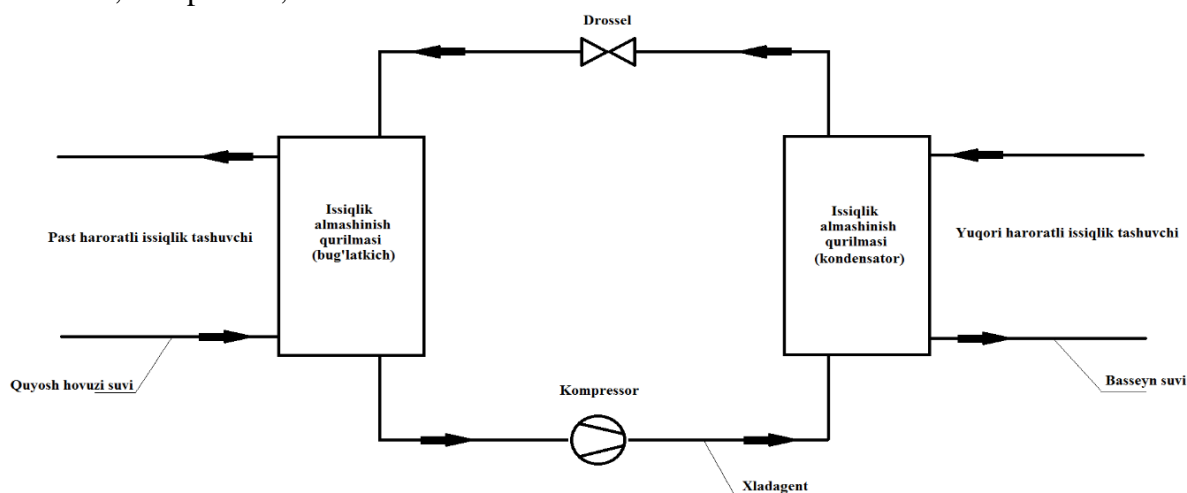 Drossel
Issiqlik
almashinish
qurilmasi
(bug'latkich)
Issiqlik
almashinish
qurilmasi
(kondensator)
Past haroratli issiqlik tashuvchi
Yuqori haroratli issiqlik tashuvchi
Quyosh hovuzi suvi
Kompressor
Basseyn suvi
Xladagent